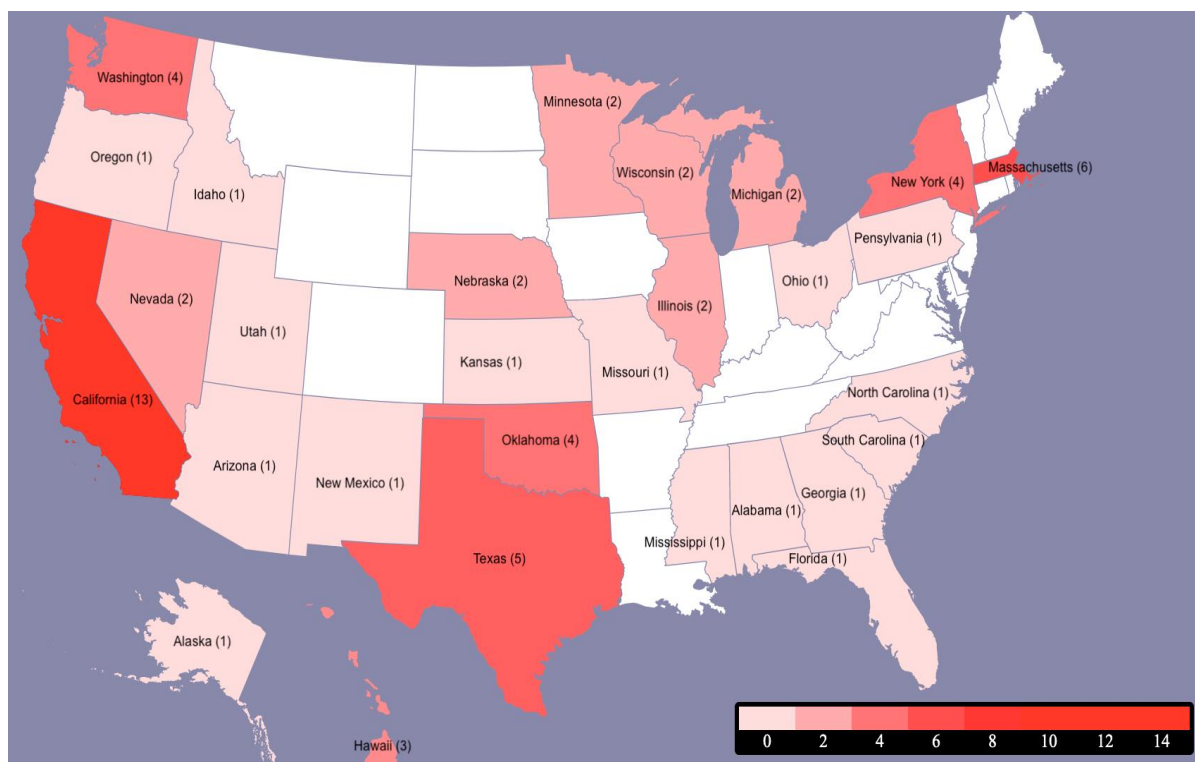 Washington (4)
Minnesota (2)
Oregon (1)
Wisconsin (2)
Massachusetts (6)
Idaho (1)
Michigan (2)
New York (4)
Pensylvania (1)
Nevada (2)
Nebraska (2)
Ohio (1)
Illinois (2)
Utah (1)
Kansas (1)
Missouri (1)
California (13)
North Carolina (1)
Oklahoma (4)
South Carolina (1)
Arizona (1)
New Mexico (1)
Georgia (1)
Alabama (1)
Mississippi (1)
Texas (5)
Florida (1)
Alaska (1)
Hawaii (3)
0 2 4 6 8 10 12 14